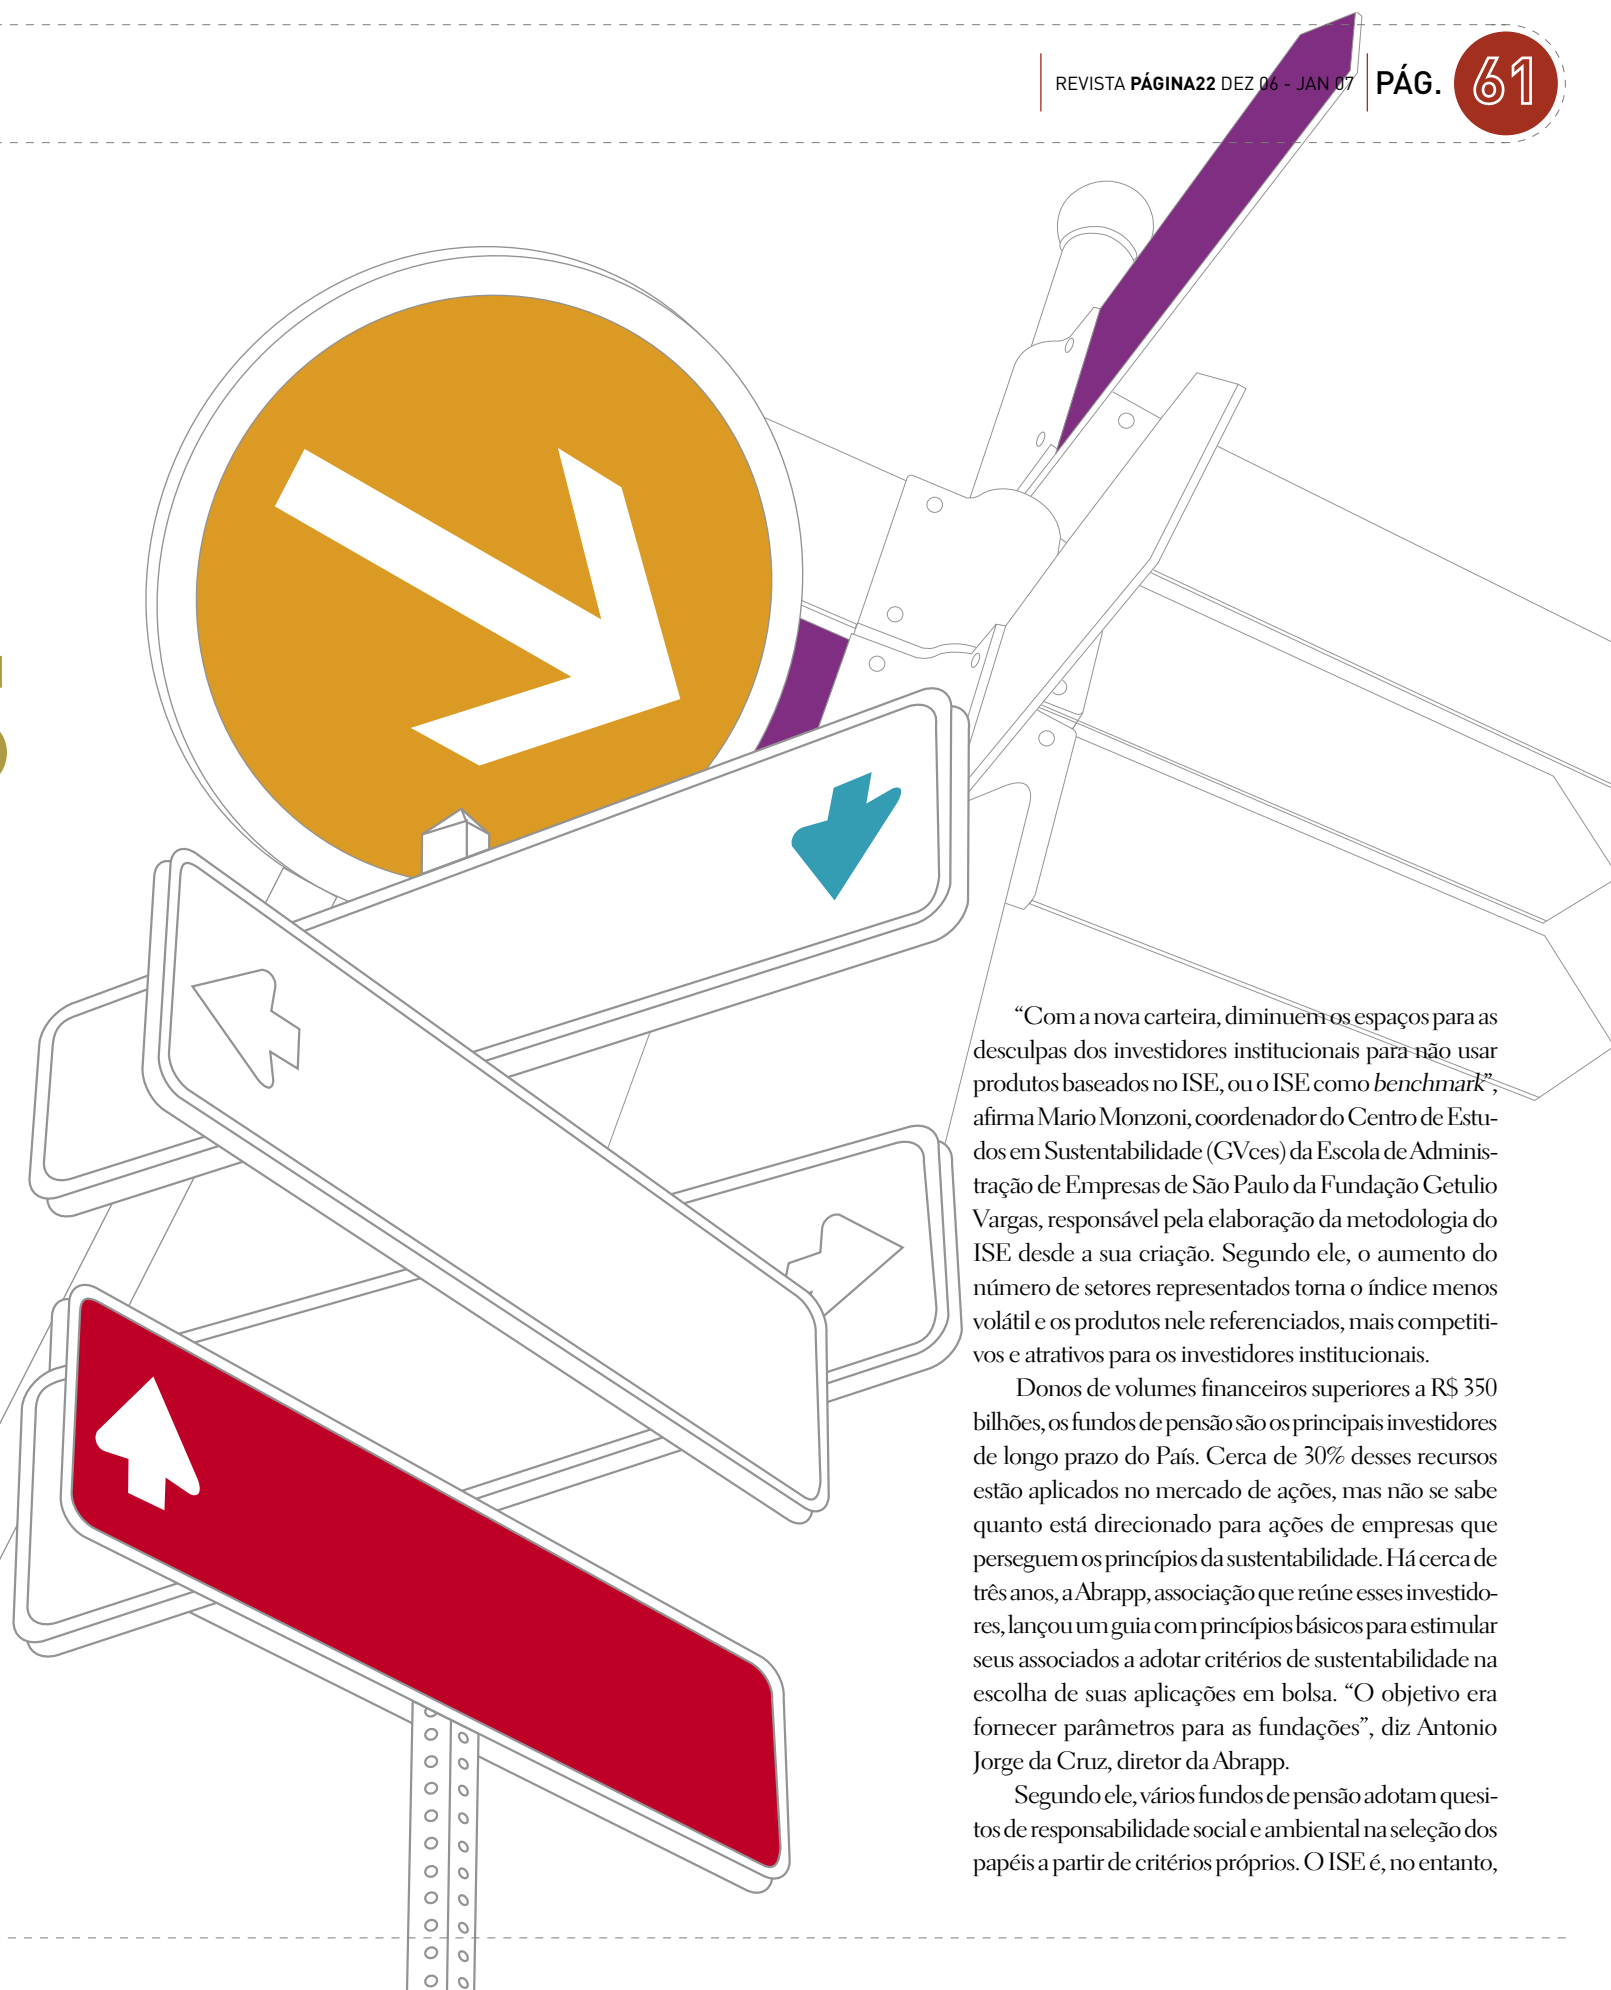 REVISTA PÁGINA22 DEZ 06 - JAN 07 PÁG. 61
“Com a nova carteira, diminuem os espaços para as
desculpas dos investidores institucionais para não usar
produtos baseados no ISE, ou o ISE como benchmark”,
afirma Mario Monzoni, coordenador do Centro de Estu-
dos em Sustentabilidade (GVces) da Escola de Adminis-
tração de Empresas de São Paulo da Fundação Getulio
Vargas, responsável pela elaboração da metodologia do
ISE desde a sua criação. Segundo ele, o aumento do
número de setores representados torna o índice menos
volátil e os produtos nele referenciados, mais competiti-
vos e atrativos para os investidores institucionais.
Donos de volumes financeiros superiores a R$ 350
bilhões, os fundos de pensão são os principais investidores
de longo prazo do País. Cerca de 30% desses recursos
estão aplicados no mercado de ações, mas não se sabe
quanto está direcionado para ações de empresas que
perseguem os princípios da sustentabilidade. Há cerca de
três anos, a Abrapp, associação que reúne esses investido-
res, lançou um guia com princípios básicos para estimular
seus associados a adotar critérios de sustentabilidade na
escolha de suas aplicações em bolsa. “O objetivo era
fornecer parâmetros para as fundações”, diz Antonio
Jorge da Cruz, diretor da Abrapp.
Segundo ele, vários fundos de pensão adotam quesi-
tos de responsabilidade social e ambiental na seleção dos
papéis a partir de critérios próprios. O ISE é, no entanto,